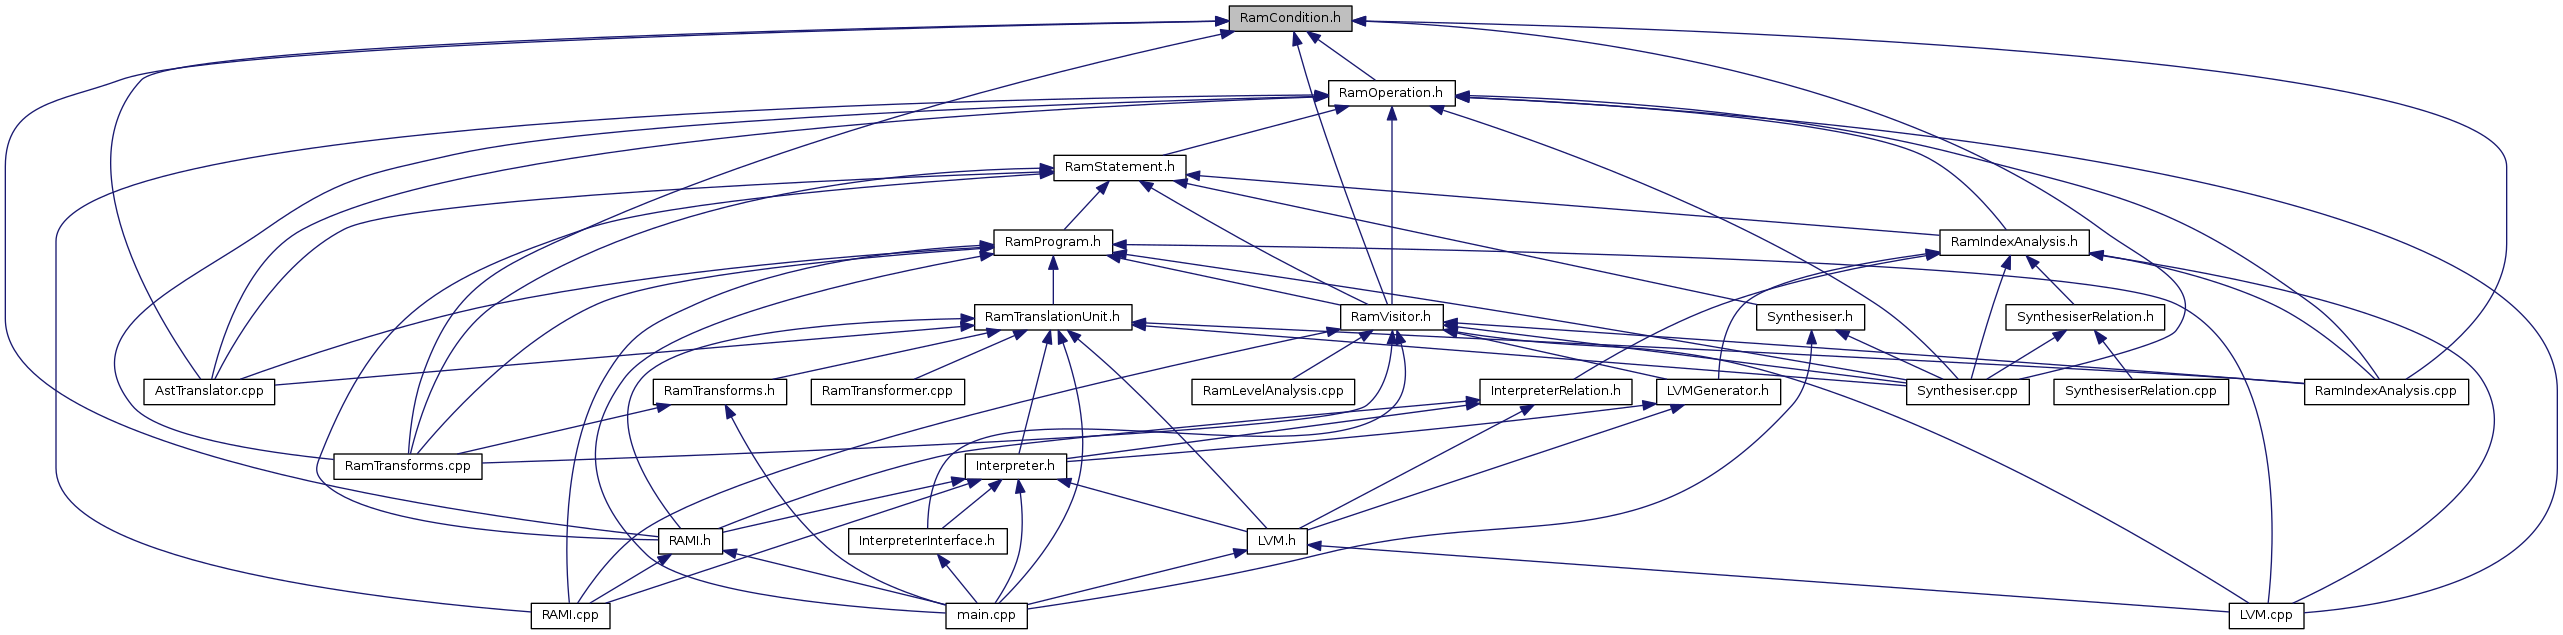 RamCondition.h
RamOperation.h
RamStatement.h
RamProgram.h
RamIndexAnalysis.h
RamTranslationUnit.h
RamVisitor.h
Synthesiser.h
SynthesiserRelation.h
AstTranslator.cpp
RamTransforms.h
RamTransformer.cpp
RamLevelAnalysis.cpp
InterpreterRelation.h
LVMGenerator.h
Synthesiser.cpp
SynthesiserRelation.cpp
RamIndexAnalysis.cpp
RamTransforms.cpp
Interpreter.h
RAMI.h
InterpreterInterface.h
LVM.h
RAMI.cpp
main.cpp
LVM.cpp